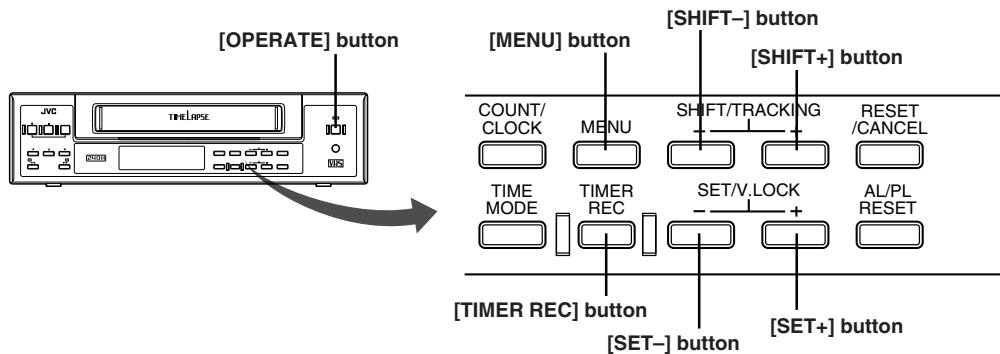 [SHIFT–] button
[OPERATE] button
[MENU] button
[SHIFT+] button
JVC
TIMELAPSE
240H
VHS
COUNT/
CLOCK
MENU
SHIFT/TRACKING
–
+
RESET
/CANCEL
TIME
MODE
TIMER
REC
SET/V.LOCK
–
+
AL/PL
RESET
[TIMER REC] button
[SET–] button
[SET+] button